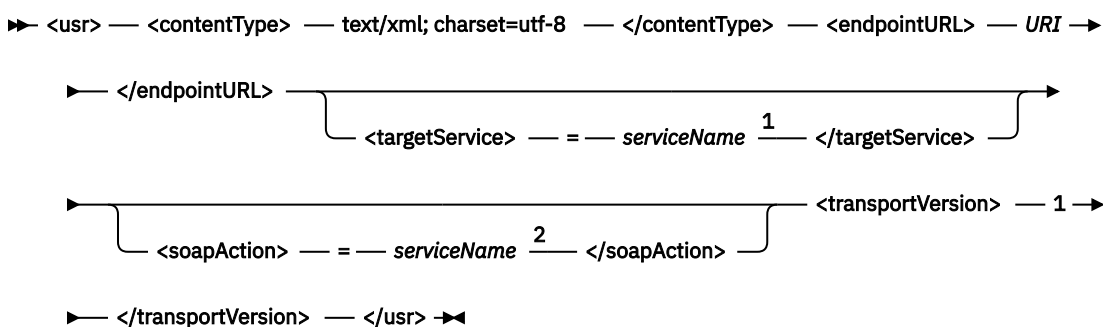 <usr> <contentType> text/xml; charset=utf-8 </contentType> <endpointURL> URI
</endpointURL>
<targetService> = serviceName 1 </targetService>
<transportVersion> 1
<soapAction> = serviceName 2 </soapAction>
</transportVersion> </usr>